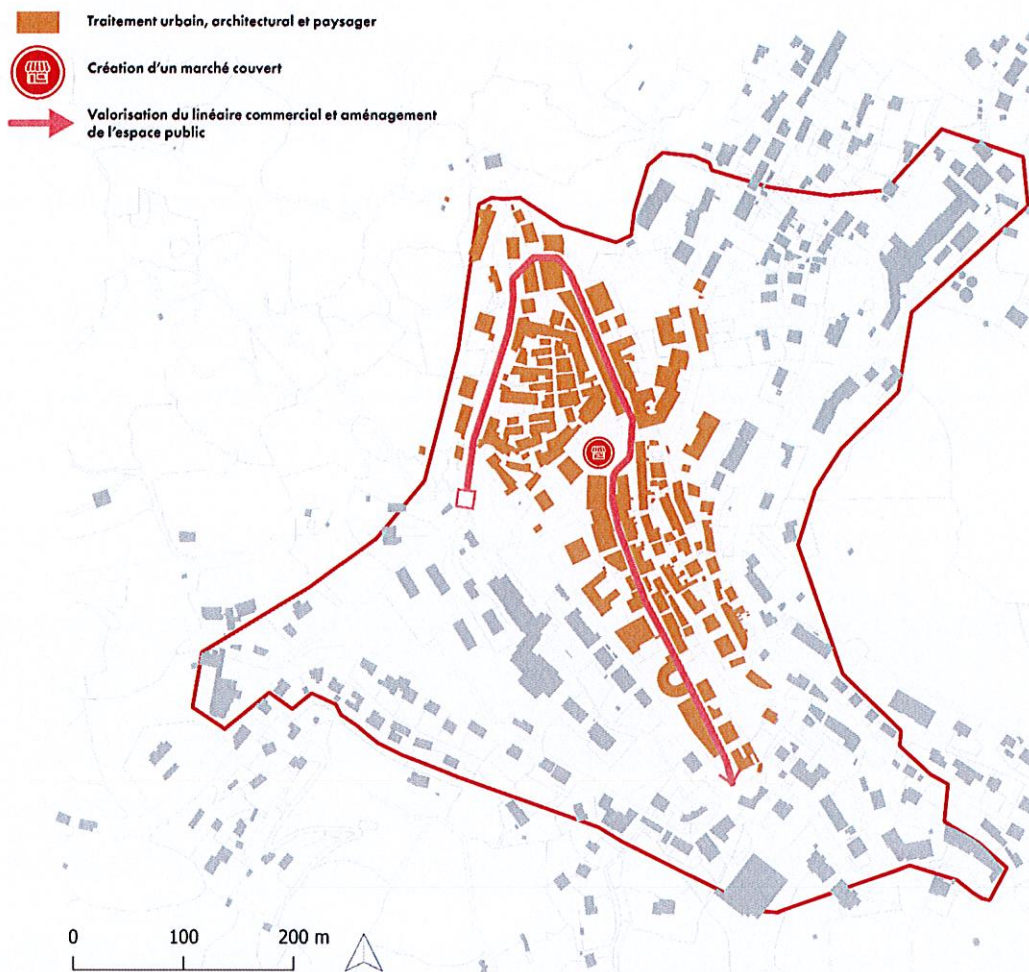 Traitement urbain, architectural et paysager
Création d'un marché couvert
Valorisation du linéaire commercial et aménagement
de l'espace public
0 100 200 m